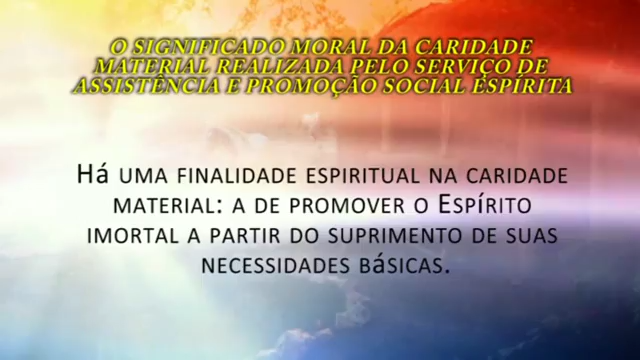 O SIGNIFICADO MORAL DA CARIDADE
MATERIAL REALIZADA PELO SERVIÇO DE
ASSISTÊNCIA E PROMOÇÃO SOCIAL ESPÍRITA
Há uma finalidade espiritual na caridade
material: a de promover o Espírito
imortal a partir do suprimento de suas
necessidades básicas.